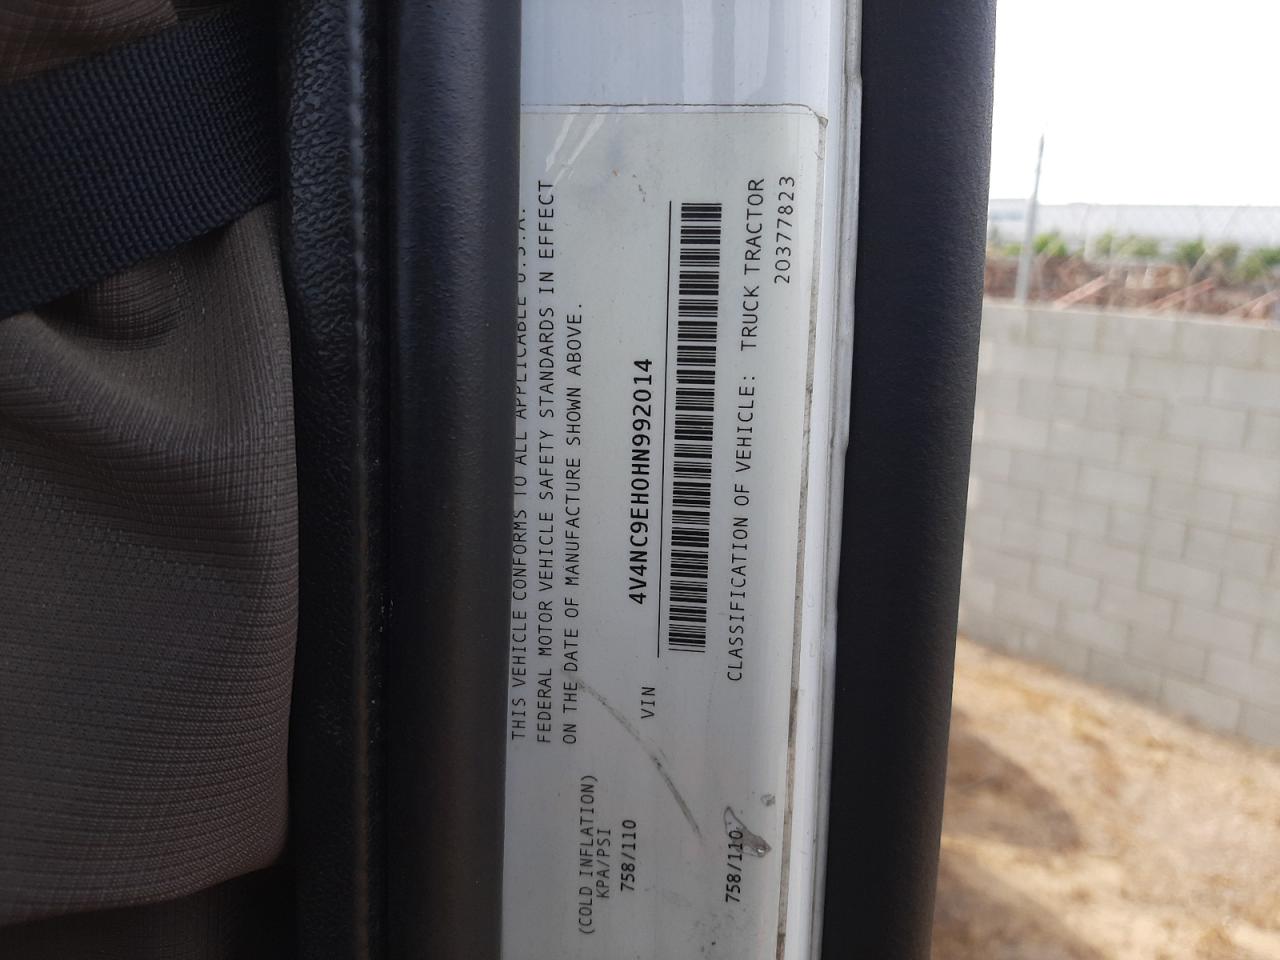 THIS VEHICLE CONFORMS TO ALL APPLICABLE U.S.A.
FEDERAL MOTOR VEHICLE SAFETY STANDARDS IN EFFECT
ON THE DATE OF MANUFACTURE SHOWN ABOVE.
(COLD INFLATION)
KPA/PSI
758/110
VIN 4V4NC9EH0HN992014
758/110
CLASSIFICATION OF VEHICLE: TRUCK TRACTOR
20377823